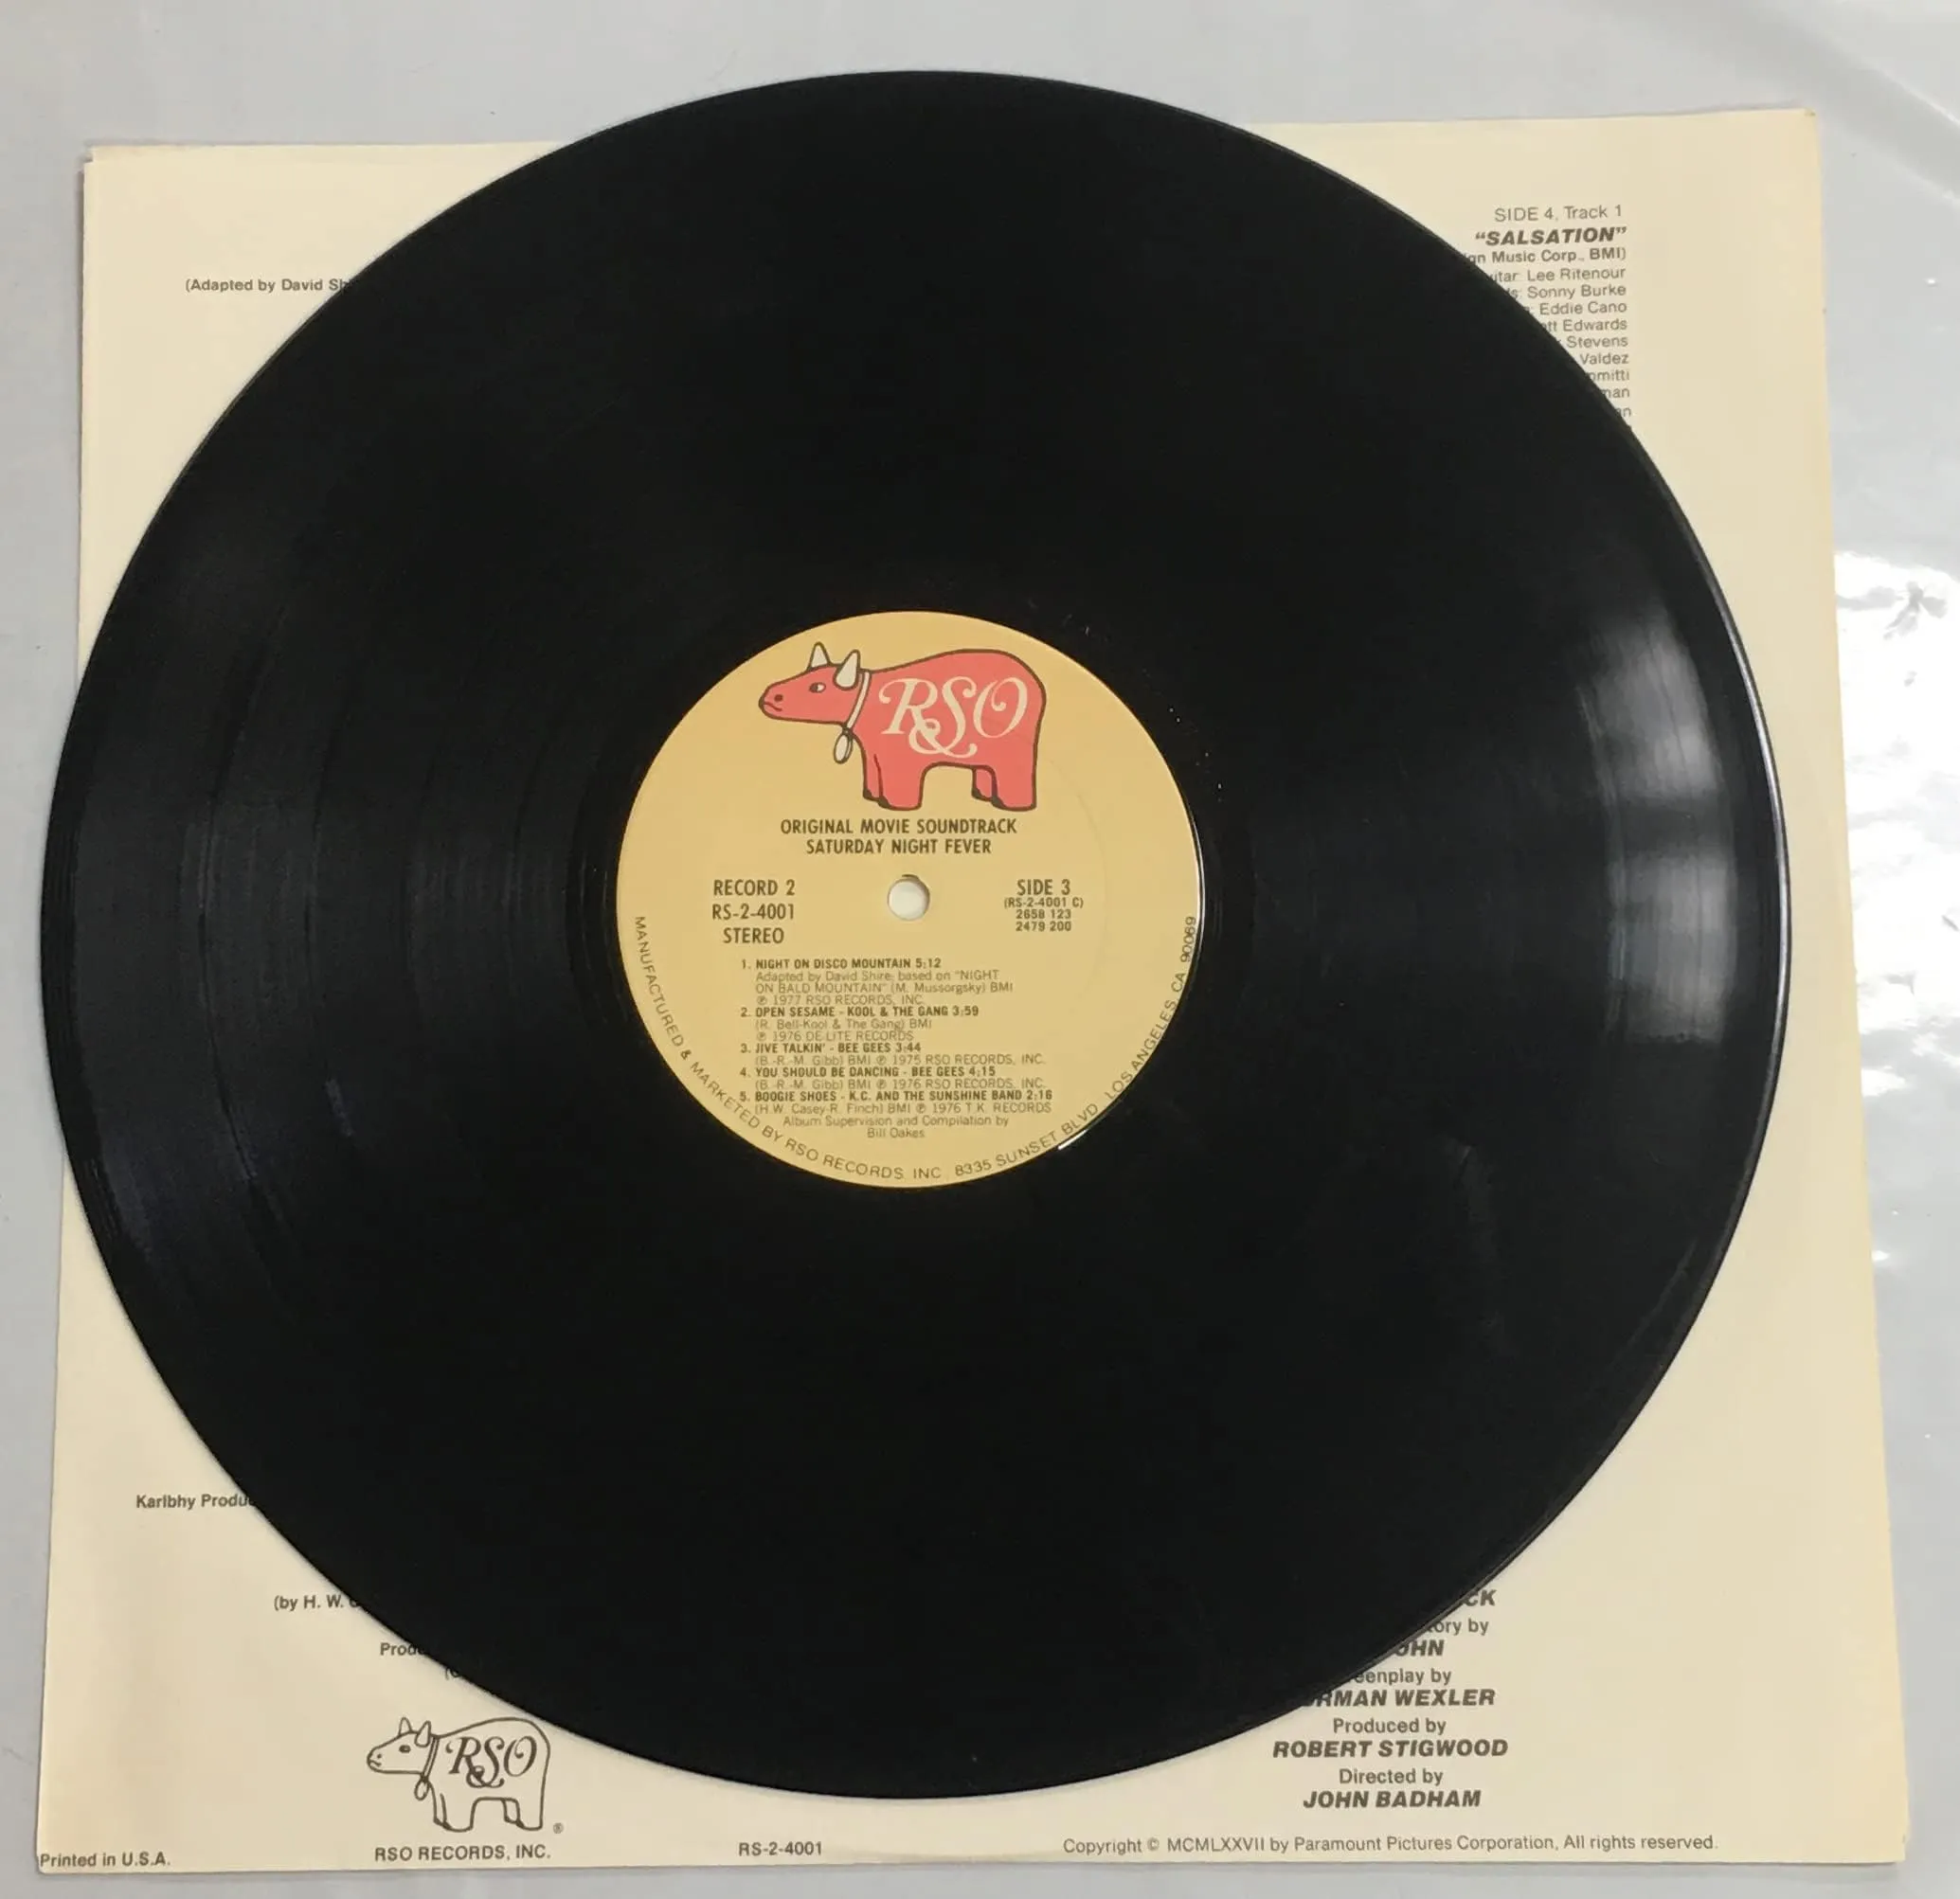 SIDE 4, Track 1
"SALSATION"
Music Corp., BMI)
Lee Ritenour
Sonny Burke
Eddie Cano
Edwards
Stevens
Valdez
(Adapted by David
RSO
ORIGINAL MOVIE SOUNDTRACK
SATURDAY NIGHT FEVER
RECORD 2
RS-2-4001
STEREO
SIDE 3
(RS-2-4001 C)
2658 123
2479 200
1. NIGHT ON DISCO MOUNTAIN 5:12
Adapted by David Shire; based on "NIGHT
ON BALD MOUNTAIN" (M. Mussorgsky) BMI
℗ 1977 RSO RECORDS, INC.
2. OPEN SESAME - KOOL & THE GANG 3:59
(R. Bell-Kool & The Gang) BMI
℗ 1976 DE-LITE RECORDS
3. JIVE TALKIN' - BEE GEES 3:44
(B.-R.-M. Gibb) BMI ℗ 1975 RSO RECORDS, INC.
4. YOU SHOULD BE DANCING - BEE GEES 4:15
(B.-R.-M. Gibb) BMI ℗ 1976 RSO RECORDS, INC.
5. BOOGIE SHOES - K.C. AND THE SUNSHINE BAND 2:16
(H.W. Casey-R. Finch) BMI ℗ 1976 T.K. RECORDS
Album Supervision and Compilation by
Bill Oakes
MANUFACTURED & MARKETED BY RSO RECORDS, INC. 8335 SUNSET BLVD. LOS ANGELES, CA. 90069
Karlbhy
(by H. W.
by
Wexler
Produced by
ROBERT STIGWOOD
Directed by
JOHN BADHAM
RSO
®
RSO RECORDS, INC.
Printed in U.S.A.
RS-2-4001
Copyright © MCMLXXVII by Paramount Pictures Corporation, All rights reserved.